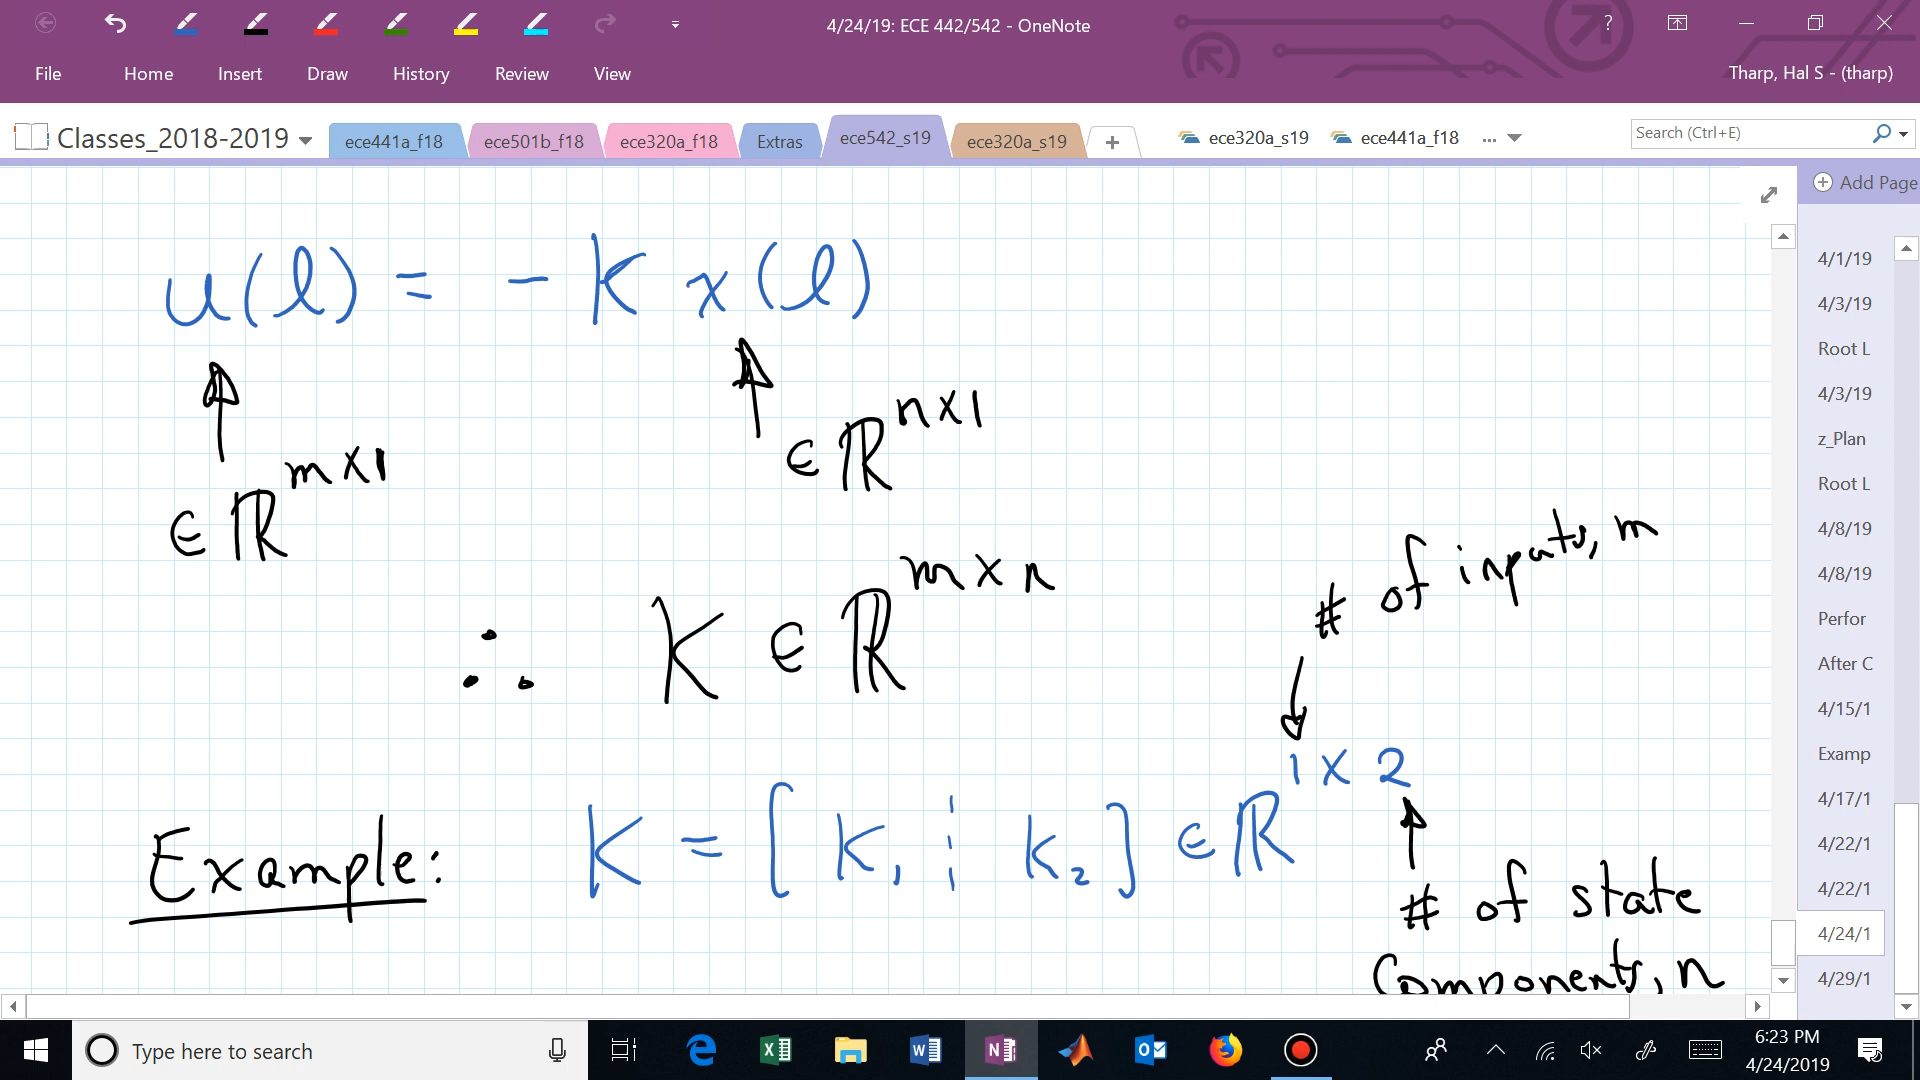 4/24/19: ECE 442/542 - OneNote
?
File Home Insert Draw History Review View
Tharp, Hal S - (tharp)
Classes_2018-2019
ece441a_f18
ece501b_f18
ece320a_f18
Extras
ece542_s19
ece320a_s19
+
ece320a_s19
ece441a_f18
...
Search (Ctrl+E)
Add Page
4/1/19
4/3/19
Root L
4/3/19
z_Plan
Root L
4/8/19
4/8/19
Perfor
After C
4/15/1
Examp
4/17/1
4/22/1
4/22/1
4/24/1
4/29/1
u(l) = - K x(l)
∈ ℝ^{m×1}
∈ ℝ^{n×1}
∴ K ∈ ℝ^{m×n}
# of inputs, m
Example: K = [ k₁ ¦ k₂ ] ∈ ℝ^{1×2}
# of state
Components, n
Type here to search
6:23 PM
4/24/2019